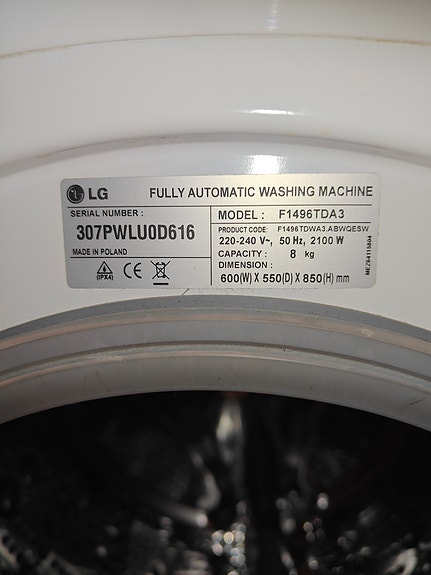 LG FULLY AUTOMATIC WASHING MACHINE
SERIAL NUMBER :
307PWLU0D616
MADE IN POLAND
(IPX4) CE
MODEL : F1496TDA3
PRODUCT CODE: F1496TDWA3.ABWQESW
220-240 V~, 50 Hz, 2100 W
CAPACITY : 8 kg
DIMENSION :
600(W) X 550(D) X 850(H) mm
MEZ64115804